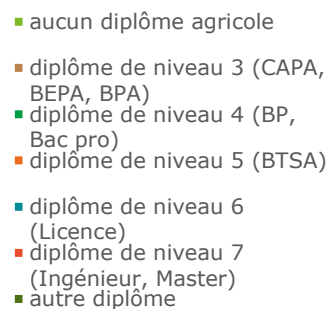 aucun diplôme agricole
diplôme de niveau 3 (CAPA,
BEPA, BPA)
diplôme de niveau 4 (BP,
Bac pro)
diplôme de niveau 5 (BTSA)
diplôme de niveau 6
(Licence)
diplôme de niveau 7
(Ingénieur, Master)
autre diplôme